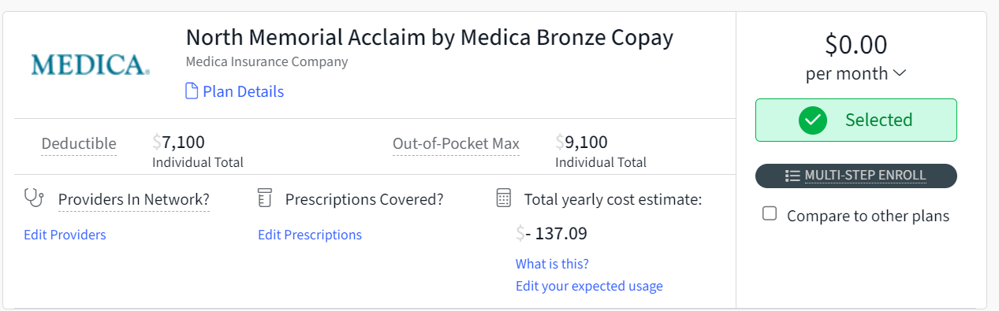 MEDICA®
North Memorial Acclaim by Medica Bronze Copay
Medica Insurance Company
Plan Details
$0.00
per month
Selected
MULTI-STEP ENROLL
Compare to other plans
Deductible
$7,100
Individual Total
Out-of-Pocket Max
$9,100
Individual Total
Providers In Network?
Edit Providers
Prescriptions Covered?
Edit Prescriptions
Total yearly cost estimate:
$- 137.09
What is this?
Edit your expected usage